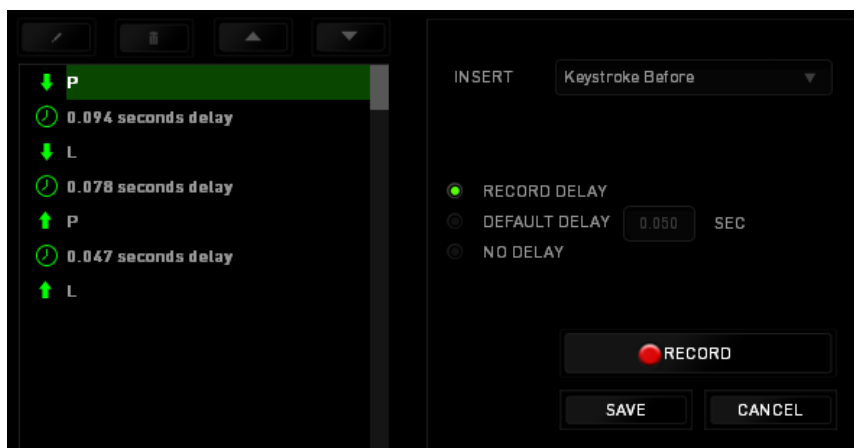 P
0.094 seconds delay
L
0.078 seconds delay
P
0.047 seconds delay
L
INSERT Keystroke Before
RECORD DELAY
DEFAULT DELAY 0.050 SEC
NO DELAY
RECORD
SAVE CANCEL